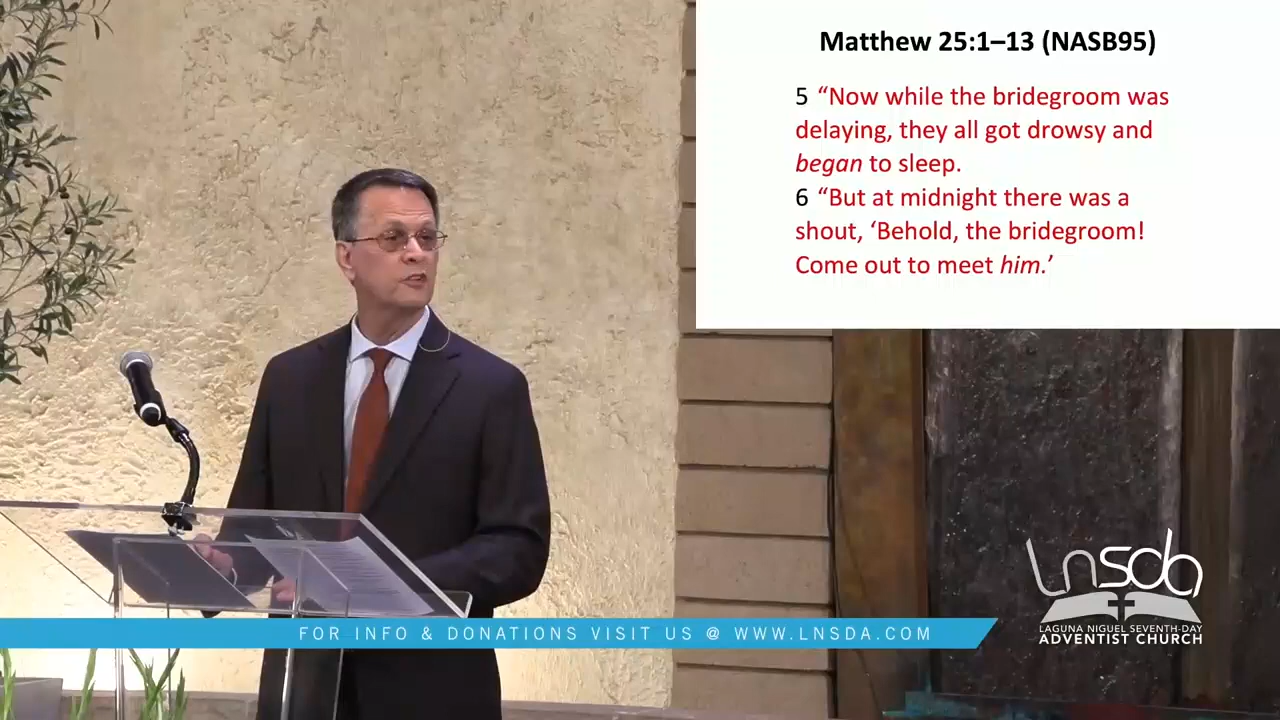 Matthew 25:1–13 (NASB95)
5 “Now while the bridegroom was
delaying, they all got drowsy and
began to sleep.
6 “But at midnight there was a
shout, ‘Behold, the bridegroom!
Come out to meet him.’
lnsda
LAGUNA NIGUEL SEVENTH-DAY
ADVENTIST CHURCH
FOR INFO & DONATIONS VISIT US @ WWW.LNSDA.COM